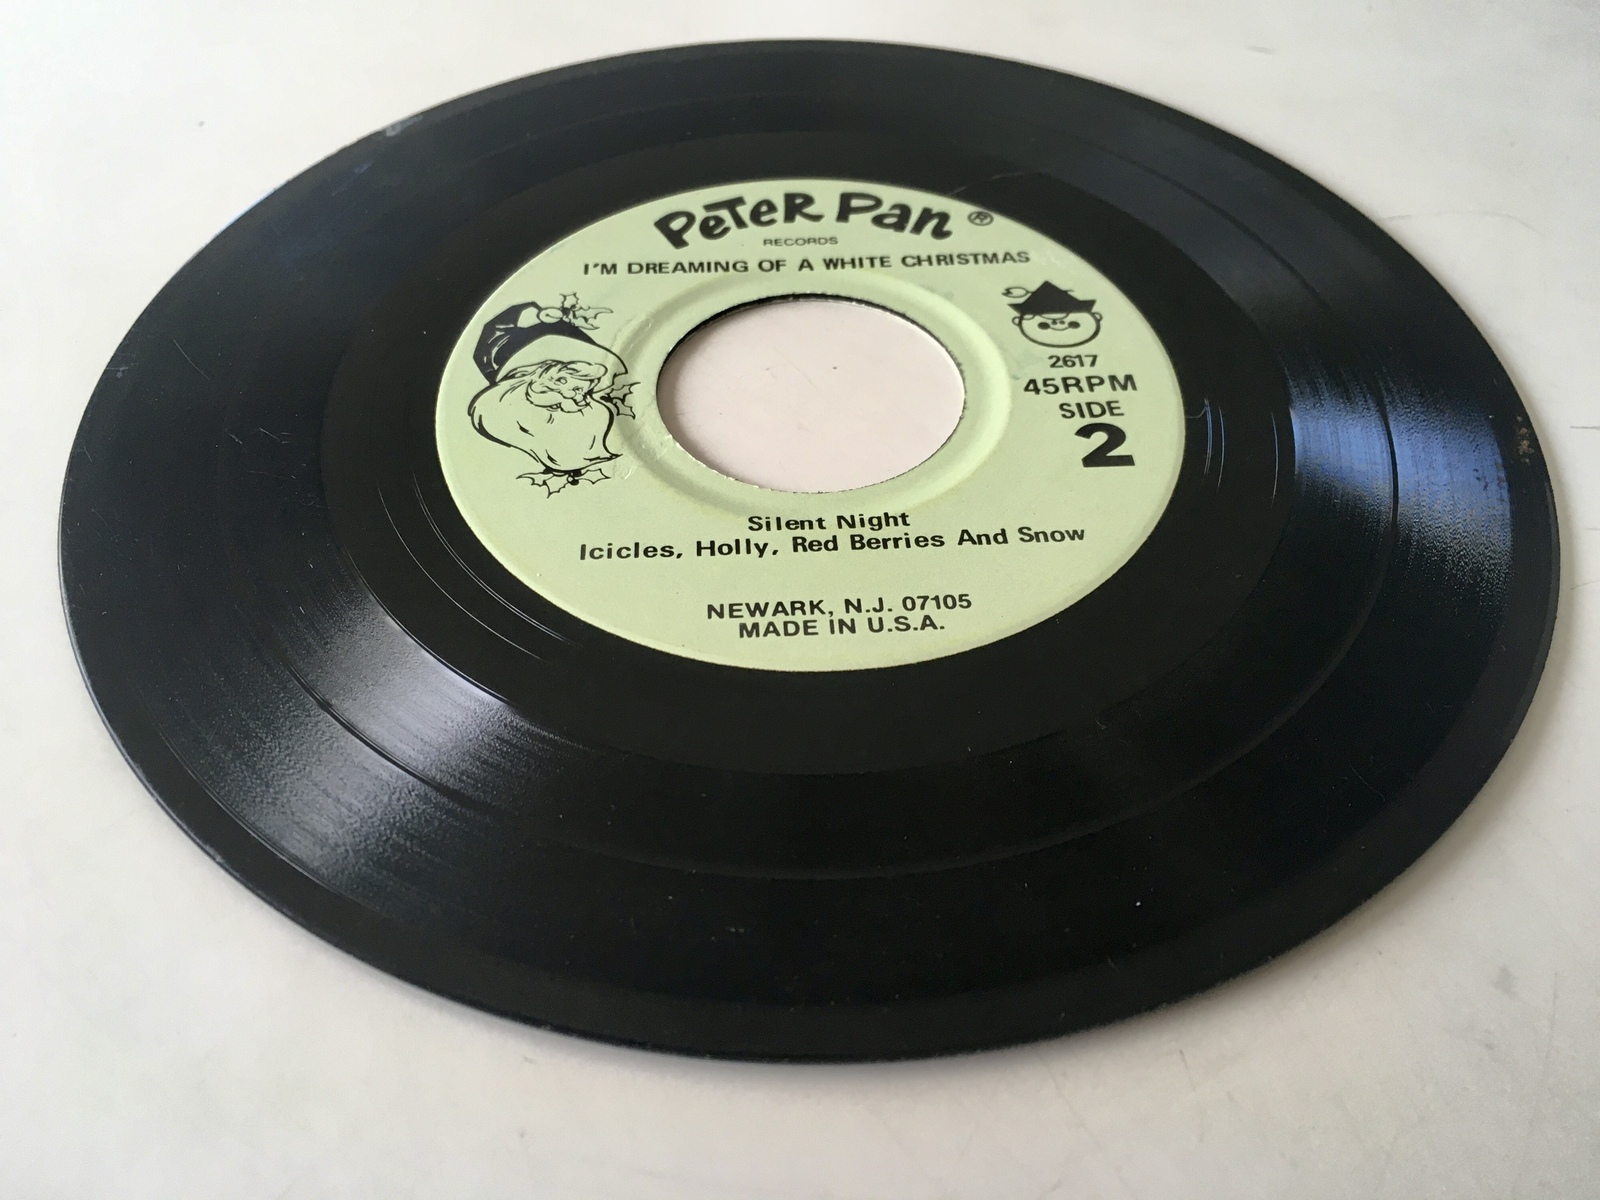 PeTeR Pan ®
RECORDS
I'M DREAMING OF A WHITE CHRISTMAS
2617
45RPM
SIDE
2
Silent Night
Icicles, Holly, Red Berries And Snow
NEWARK, N.J. 07105
MADE IN U.S.A.